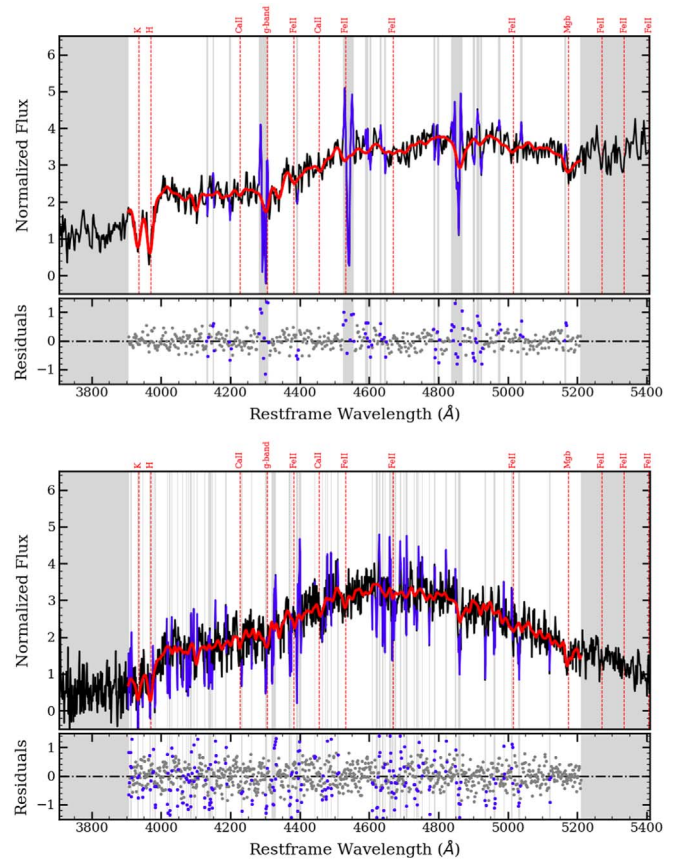 K H CaII g-band FeII CaII FeII FeII FeII Mgb FeII FeII FeII
6
5
4
3
2
1
0
Normalized Flux
1
0
−1
Residuals
3800 4000 4200 4400 4600 4800 5000 5200 5400
Restframe Wavelength (Å)
K H CaII g-band FeII CaII FeII FeII FeII Mgb FeII FeII FeII
6
5
4
3
2
1
0
Normalized Flux
1
0
−1
Residuals
3800 4000 4200 4400 4600 4800 5000 5200 5400
Restframe Wavelength (Å)